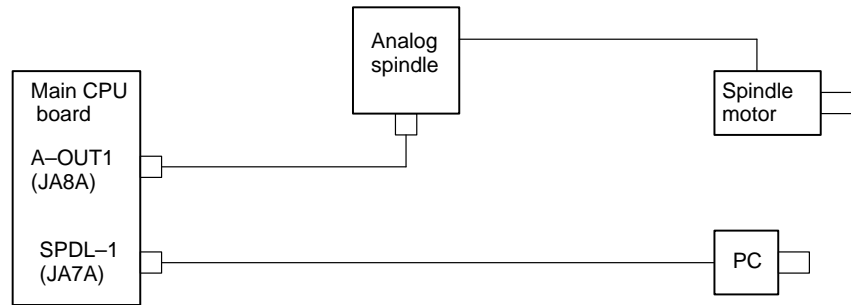 Analog
spindle
Main CPU
board
Spindle
motor
A–OUT1
(JA8A)
SPDL–1
(JA7A)
PC